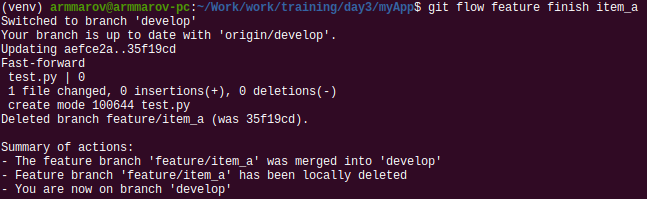 (venv) armmarov@armmarov-pc:~/Work/work/training/day3/myApp$ git flow feature finish item_a
Switched to branch 'develop'
Your branch is up to date with 'origin/develop'.
Updating aefce2a..35f19cd
Fast-forward
 test.py | 0
 1 file changed, 0 insertions(+), 0 deletions(-)
 create mode 100644 test.py
Deleted branch feature/item_a (was 35f19cd).

Summary of actions:
- The feature branch 'feature/item_a' was merged into 'develop'
- Feature branch 'feature/item_a' has been locally deleted
- You are now on branch 'develop'